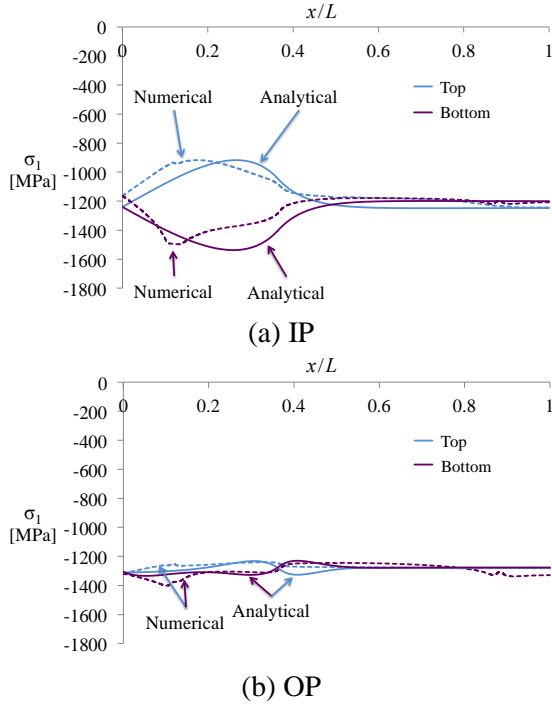 x/L
0 0.2 0.4 0.6 0.8 1
0
-200
-400
-600
-800
-1000
-1200
-1400
-1600
-1800
σ1
[MPa]
Numerical Analytical
Top
Bottom
Numerical Analytical
(a) IP
x/L
0 0.2 0.4 0.6 0.8 1
0
-200
-400
-600
-800
-1000
-1200
-1400
-1600
-1800
σ1
[MPa]
Top
Bottom
Numerical Analytical
(b) OP